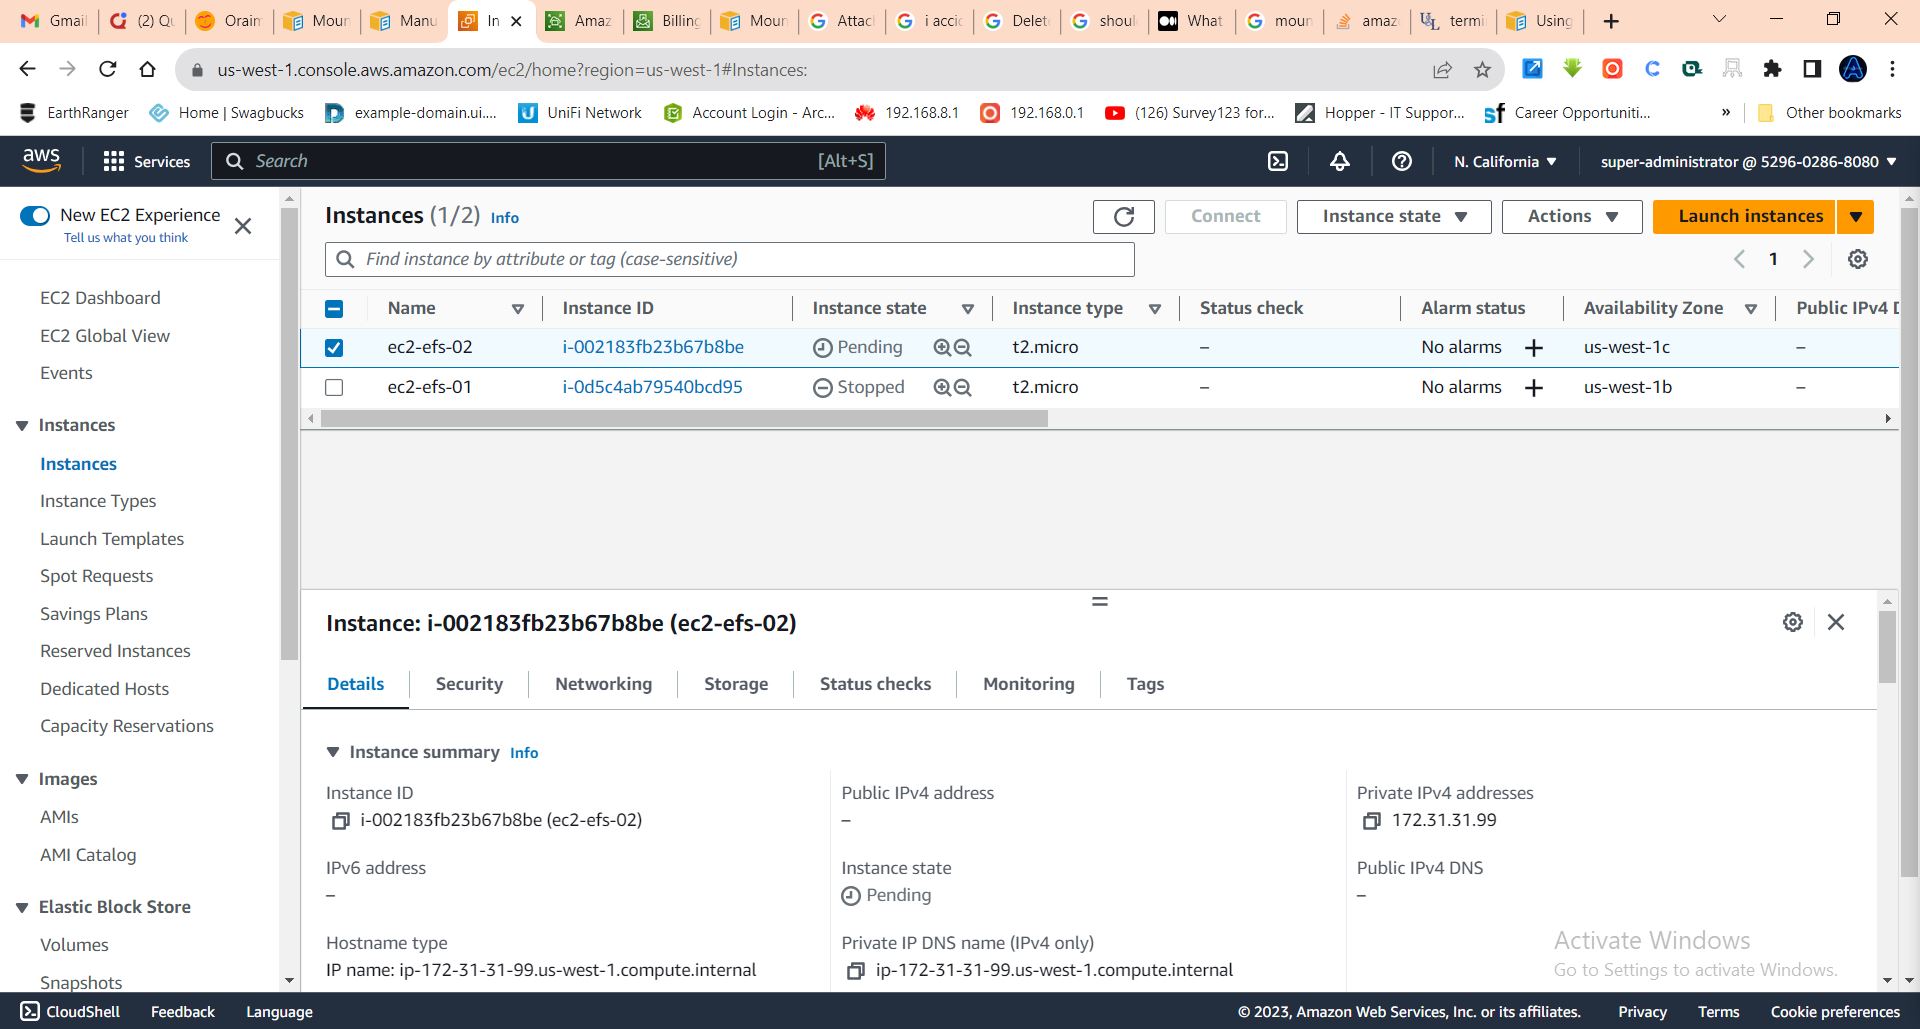 Gmail
(2) Qu
Oraim
Moun
Manu
In
Amaz
Billing
Moun
Attacl
i accid
Delete
shoul
What
moun
amaz
termi
Using
us-west-1.console.aws.amazon.com/ec2/home?region=us-west-1#Instances:
EarthRanger
Home | Swagbucks
example-domain.ui....
UniFi Network
Account Login - Arc...
192.168.8.1
192.168.0.1
(126) Survey123 for...
Hopper - IT Suppor...
Career Opportuniti...
»
Other bookmarks
aws
Services
Search
[Alt+S]
N. California
super-administrator @ 5296-0286-8080
New EC2 Experience
Tell us what you think
EC2 Dashboard
EC2 Global View
Events
Instances
Instances
Instance Types
Launch Templates
Spot Requests
Savings Plans
Reserved Instances
Dedicated Hosts
Capacity Reservations
Images
AMIs
AMI Catalog
Elastic Block Store
Volumes
Snapshots
Instances (1/2) Info
Connect
Instance state
Actions
Launch instances
Find instance by attribute or tag (case-sensitive)
1
Name
Instance ID
Instance state
Instance type
Status check
Alarm status
Availability Zone
Public IPv4 D
ec2-efs-02
i-002183fb23b67b8be
Pending
t2.micro
–
No alarms
us-west-1c
–
ec2-efs-01
i-0d5c4ab79540bcd95
Stopped
t2.micro
–
No alarms
us-west-1b
–
Instance: i-002183fb23b67b8be (ec2-efs-02)
Details
Security
Networking
Storage
Status checks
Monitoring
Tags
Instance summary Info
Instance ID
i-002183fb23b67b8be (ec2-efs-02)
Public IPv4 address
–
Private IPv4 addresses
172.31.31.99
IPv6 address
–
Instance state
Pending
Public IPv4 DNS
–
Hostname type
IP name: ip-172-31-31-99.us-west-1.compute.internal
Private IP DNS name (IPv4 only)
ip-172-31-31-99.us-west-1.compute.internal
Activate Windows
Go to Settings to activate Windows.
CloudShell
Feedback
Language
© 2023, Amazon Web Services, Inc. or its affiliates.
Privacy
Terms
Cookie preferences